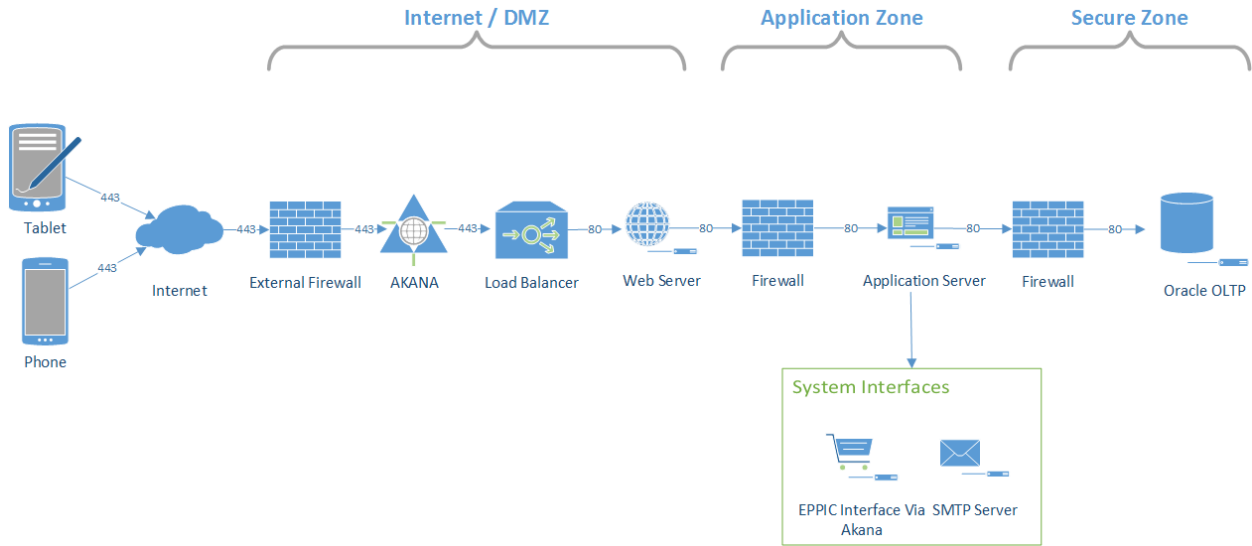 Internet / DMZ
Application Zone
Secure Zone
443
443
443
443
443
80
80
80
80
80
Tablet
Phone
Internet
External Firewall
AKANA
Load Balancer
Web Server
Firewall
Application Server
Firewall
Oracle OLTP
System Interfaces
EPPIC Interface Via
Akana
SMTP Server